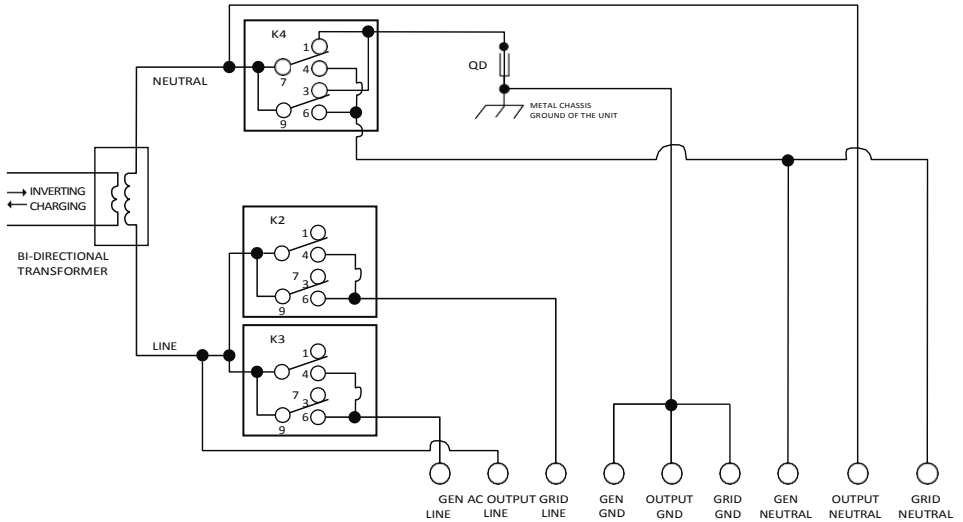 K4
1
4
7
3
6
9
NEUTRAL
QD
METAL CHASSIS
GROUND OF THE UNIT
INVERTING
CHARGING
BI-DIRECTIONAL
TRANSFORMER
K2
1
4
7
3
6
9
LINE
K3
1
4
7
3
6
9
GEN LINE
AC OUTPUT LINE
GRID LINE
GEN GND
OUTPUT GND
GRID GND
GEN NEUTRAL
OUTPUT NEUTRAL
GRID NEUTRAL